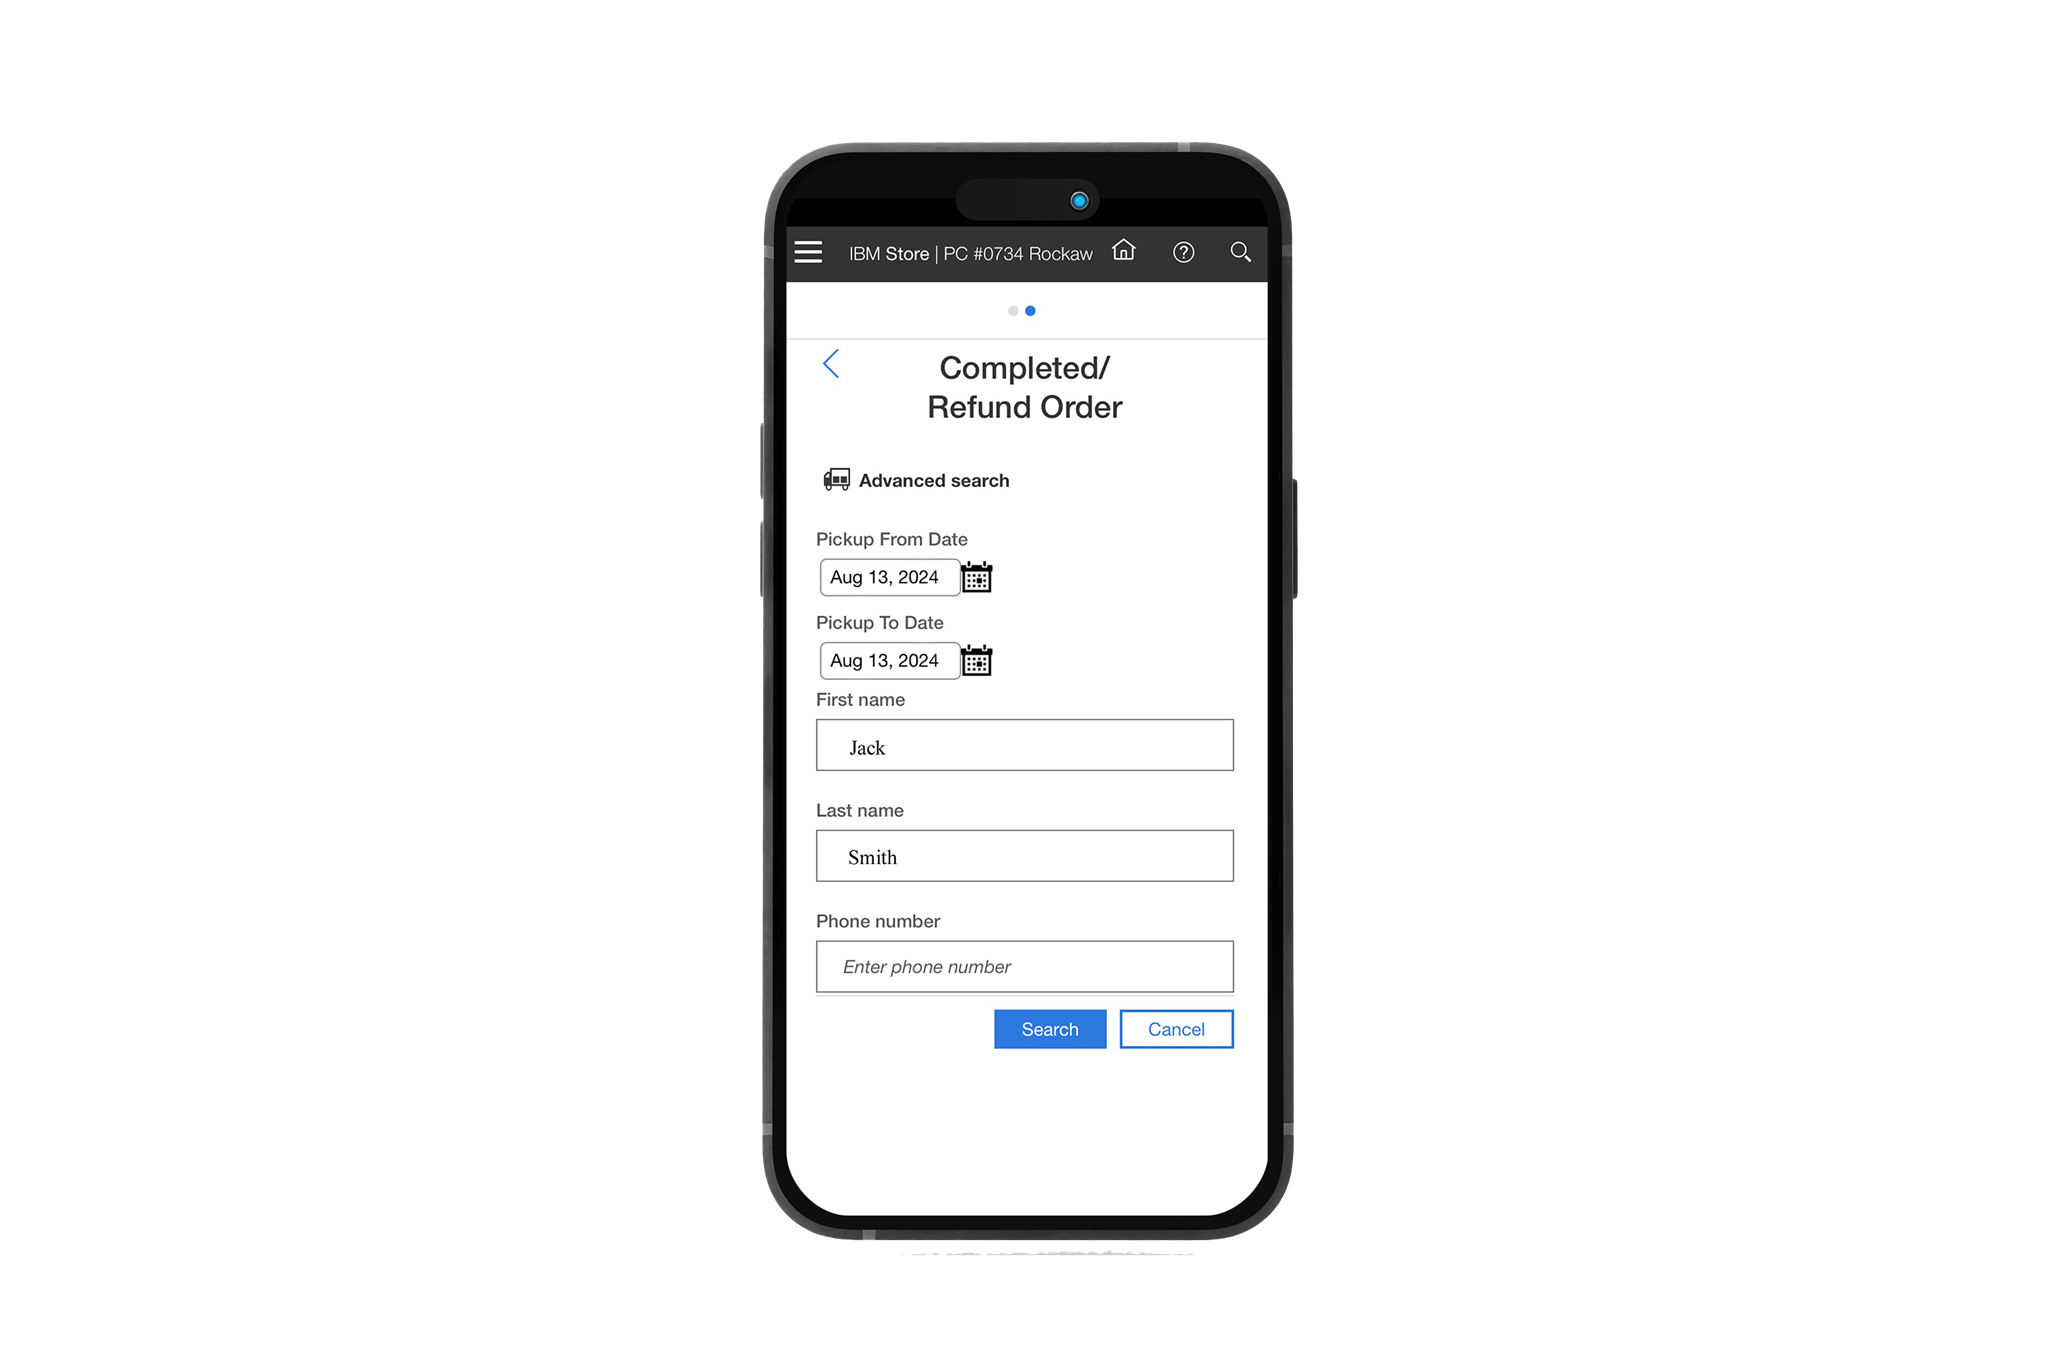 IBM Store | PC #0734 Rockaw
Completed/
Refund Order
Advanced search
Pickup From Date
Aug 13, 2024
Pickup To Date
Aug 13, 2024
First name
Jack
Last name
Smith
Phone number
Enter phone number
Search Cancel